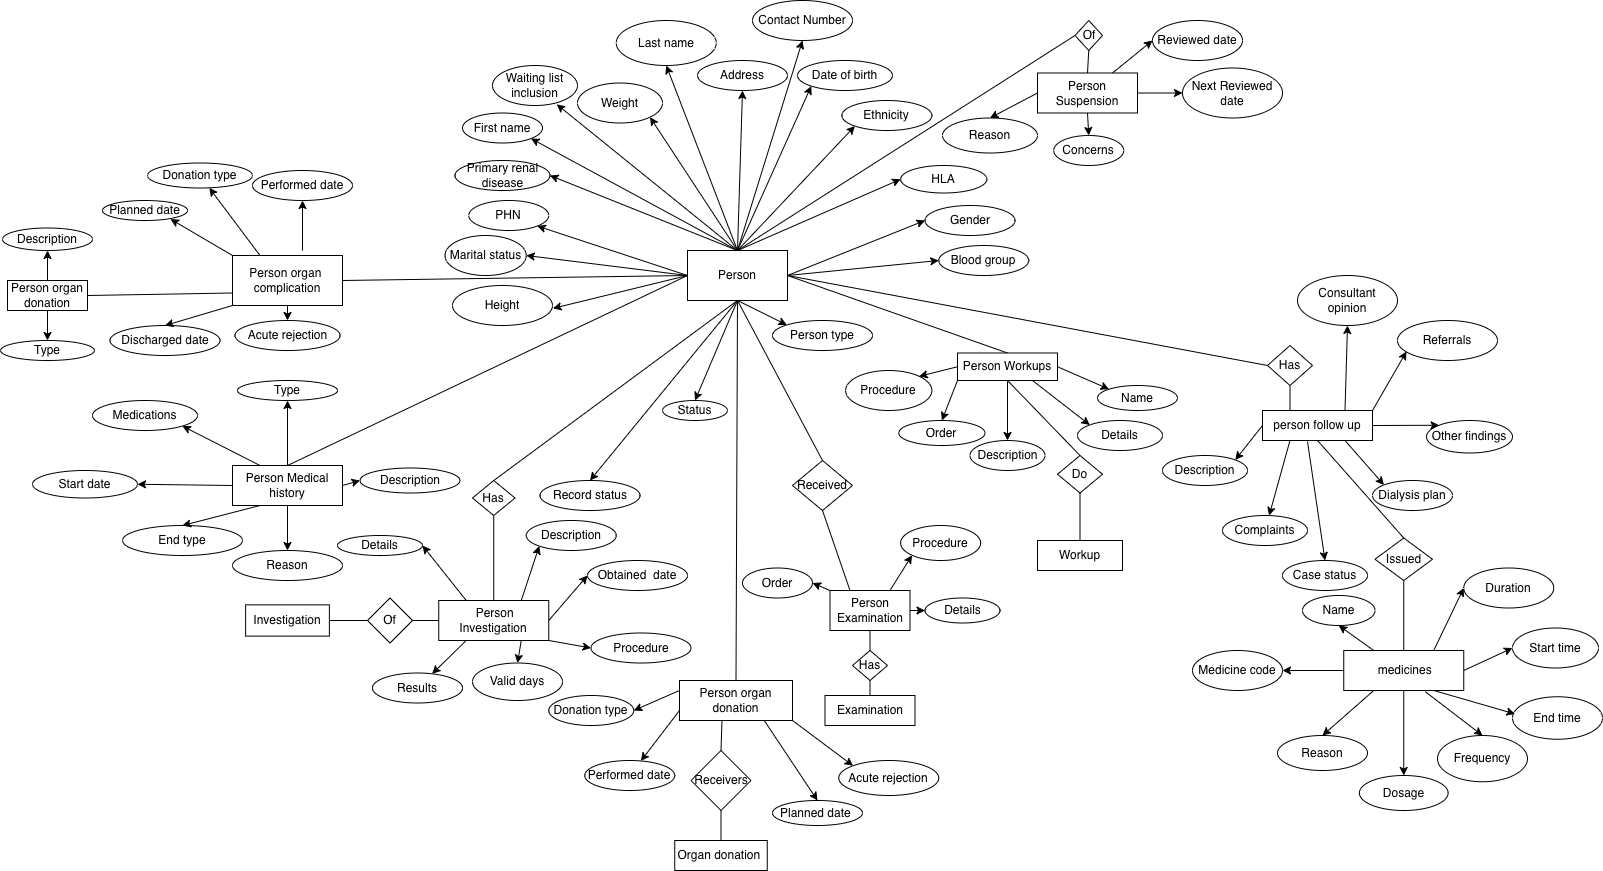 Contact Number
Of
Reviewed date
Last name
Address
Date of birth
Waiting list
inclusion
Weight
Person
Suspension
Next Reviewed
date
Ethnicity
First name
Reason
Concerns
Primary renal
disease
HLA
Donation type
Performed date
Planned date
PHN
Gender
Description
Marital status
Blood group
Person organ
donation
Person organ
complication
Person
Height
Consultant
opinion
Type
Discharged date
Acute rejection
Person type
Referrals
Person Workups
Has
Type
Procedure
Name
Medications
Status
Order
Description
Details
person follow up
Other findings
Start date
Person Medical
history
Description
Has
Record status
Received
Do
Description
Dialysis plan
End type
Reason
Details
Description
Complaints
Procedure
Workup
Issued
Case status
Obtained  date
Order
Investigation
Of
Person
Investigation
Person
Examination
Details
Name
Duration
Procedure
Has
Start time
Results
Valid days
Medicine code
medicines
Donation type
Person organ
donation
Examination
End time
Reason
Frequency
Performed date
Receivers
Acute rejection
Dosage
Planned date
Organ donation